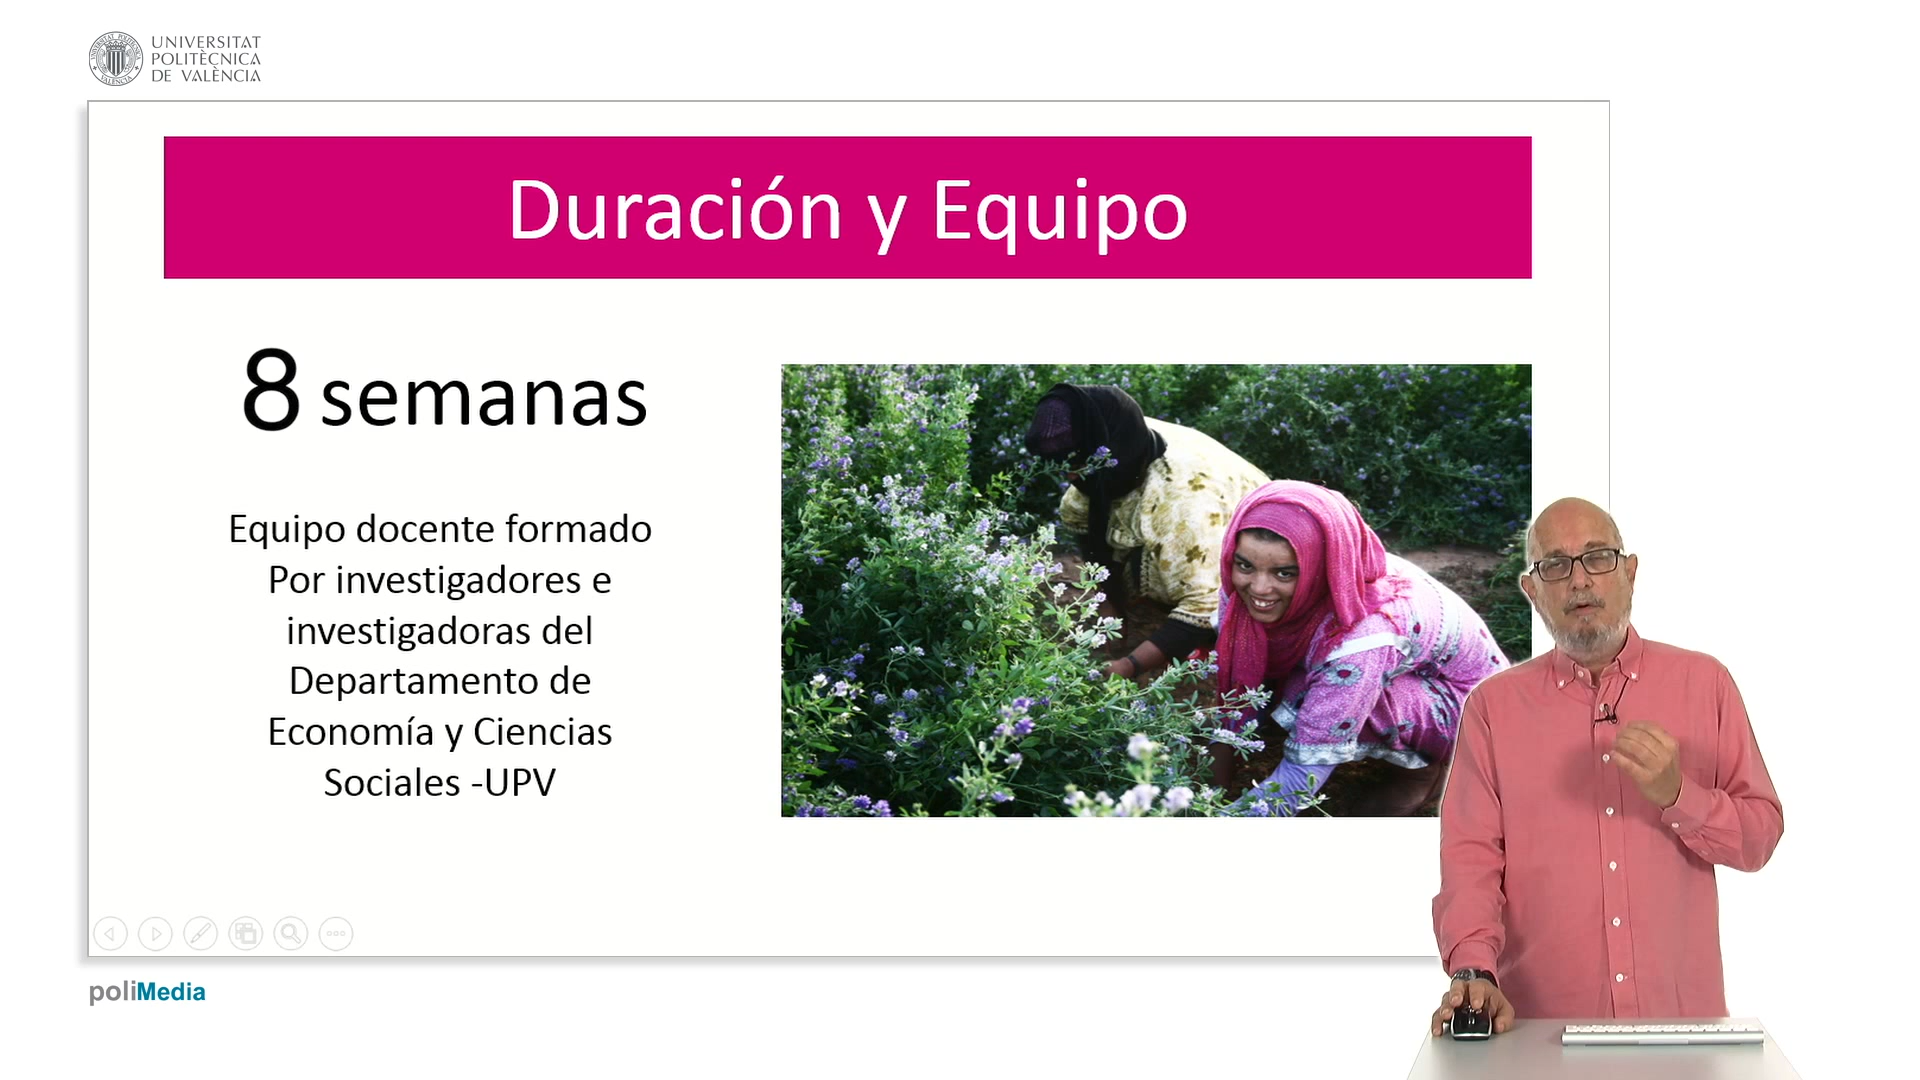 UNIVERSITAT
POLITÈCNICA
DE VALÈNCIA
Duración y Equipo
8 semanas
Equipo docente formado
Por investigadores e
investigadoras del
Departamento de
Economía y Ciencias
Sociales -UPV
poliMedia